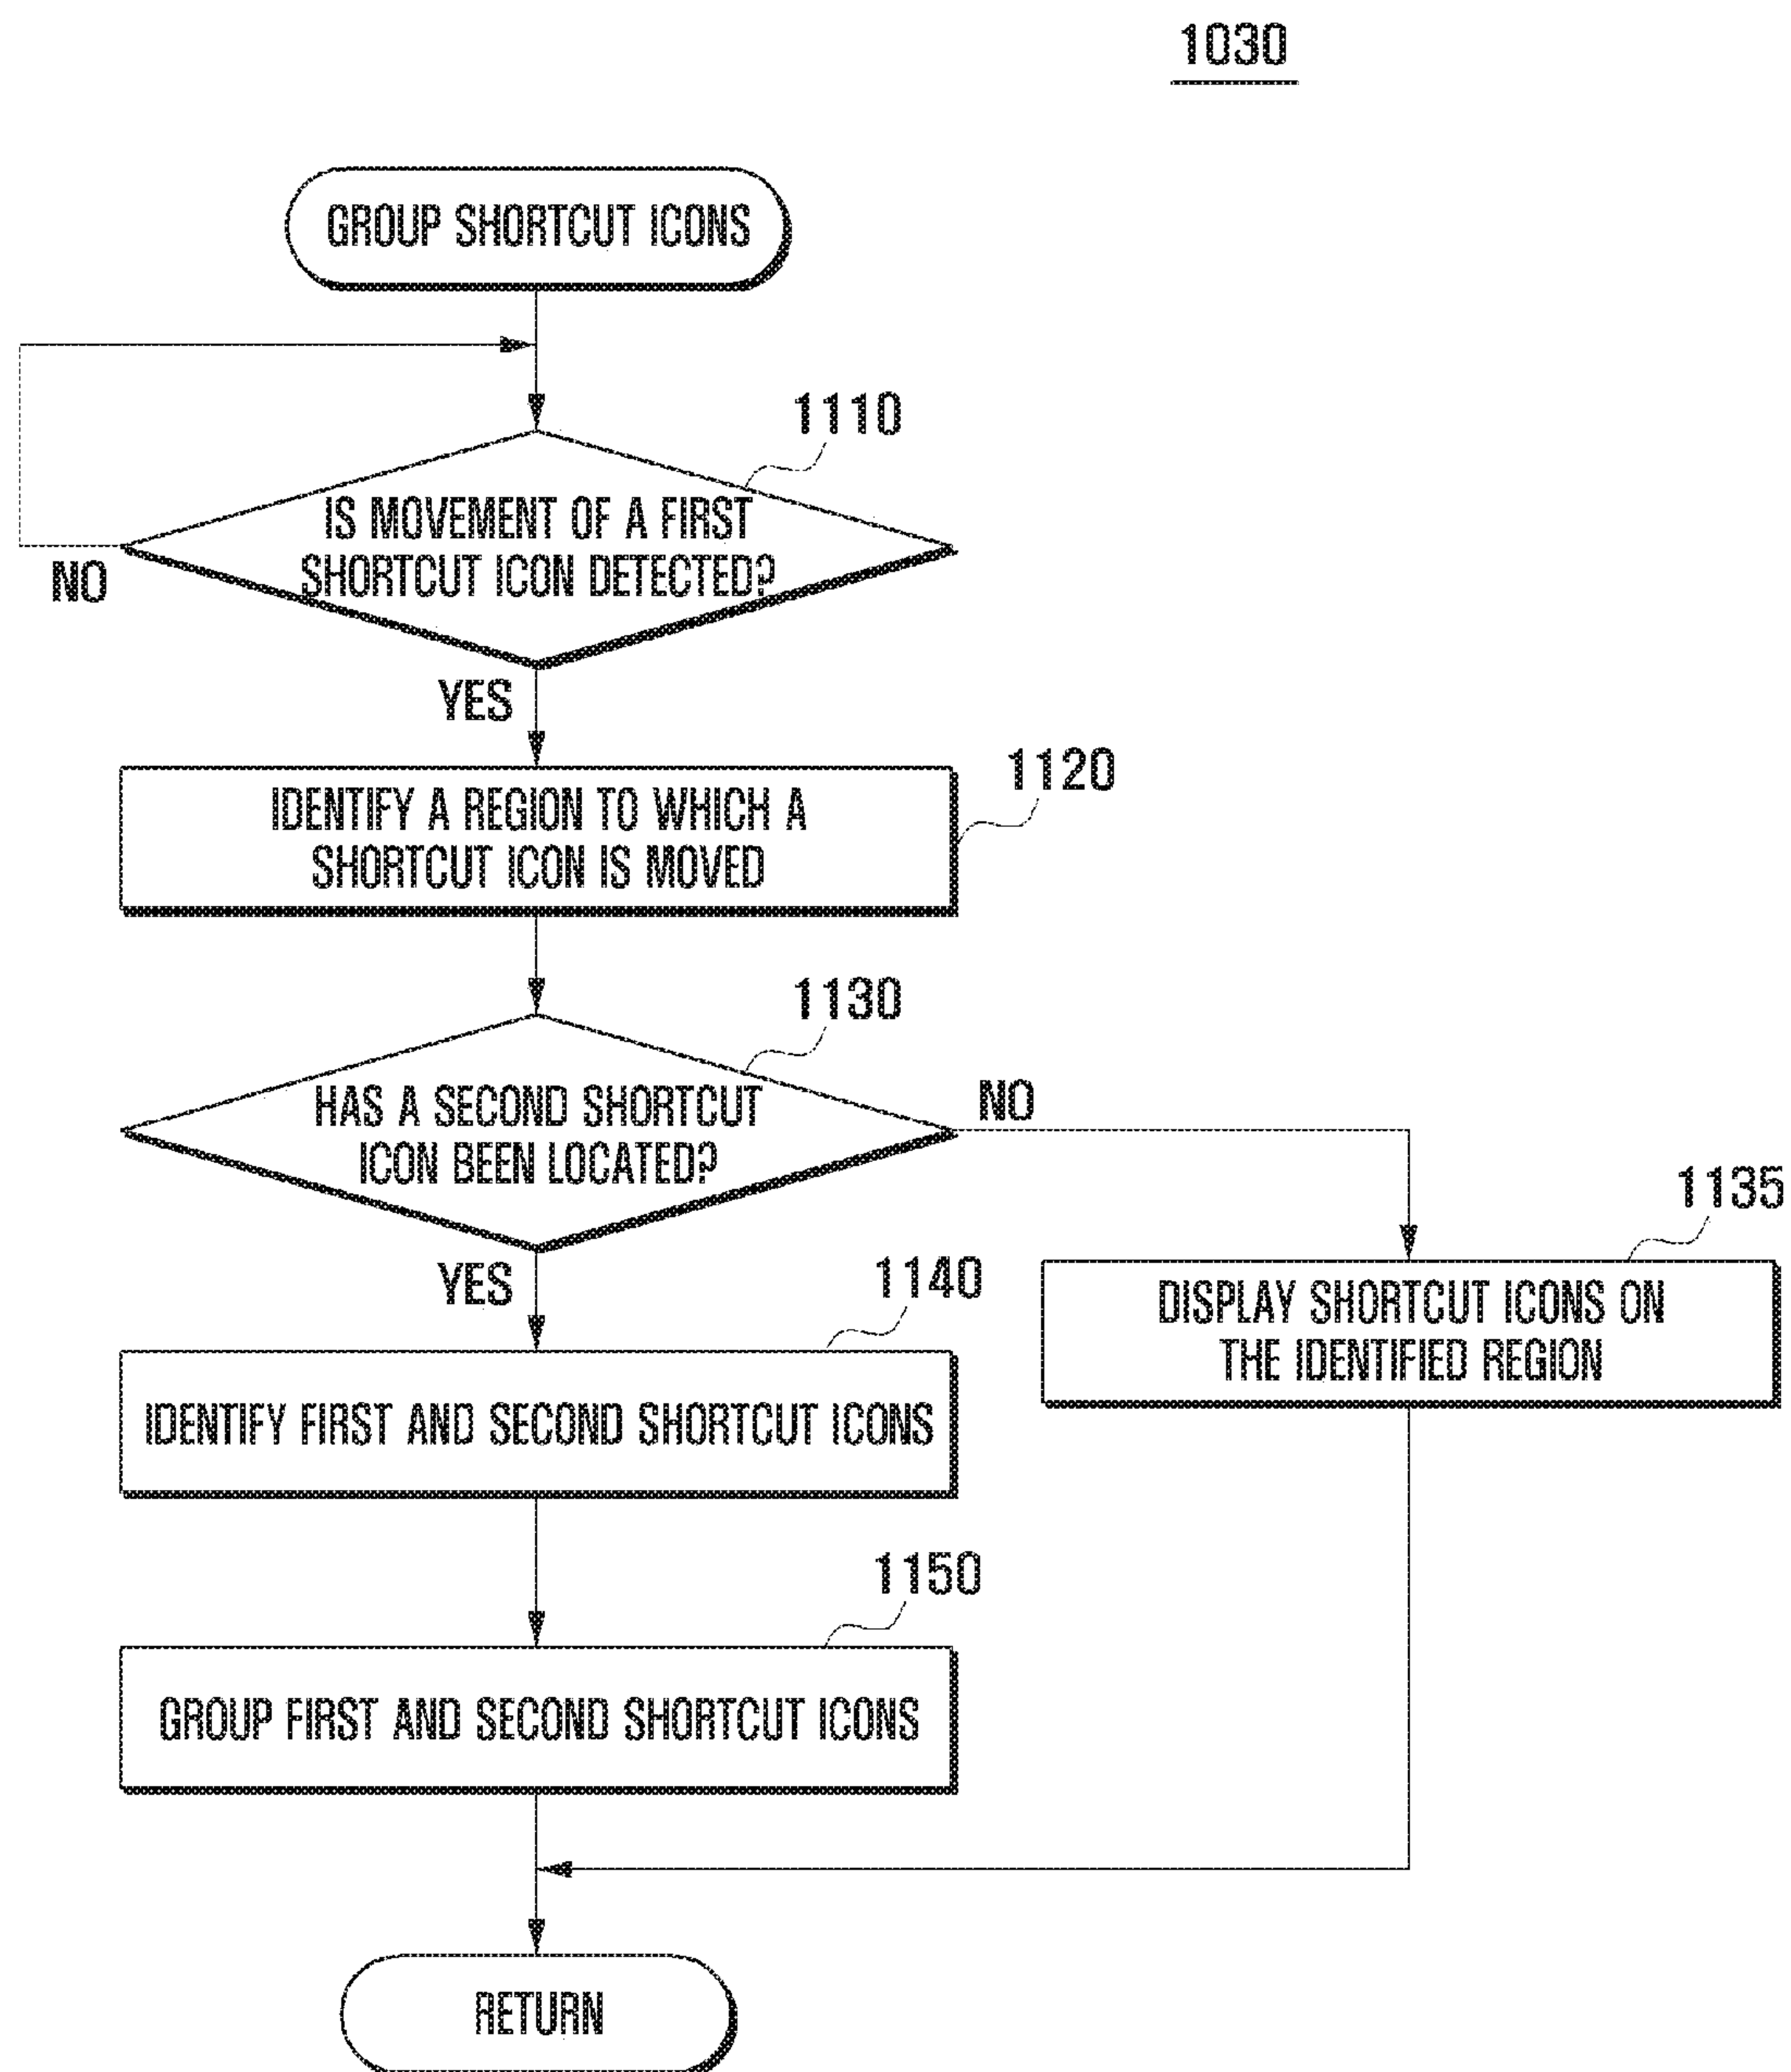 1030
GROUP SHORTCUT ICONS
1110
IS MOVEMENT OF A FIRST
SHORTCUT ICON DETECTED?
NO
YES
1120
IDENTIFY A REGION TO WHICH A
SHORTCUT ICON IS MOVED
1130
HAS A SECOND SHORTCUT
ICON BEEN LOCATED?
NO
YES
1135
DISPLAY SHORTCUT ICONS ON
THE IDENTIFIED REGION
1140
IDENTIFY FIRST AND SECOND SHORTCUT ICONS
1150
GROUP FIRST AND SECOND SHORTCUT ICONS
RETURN